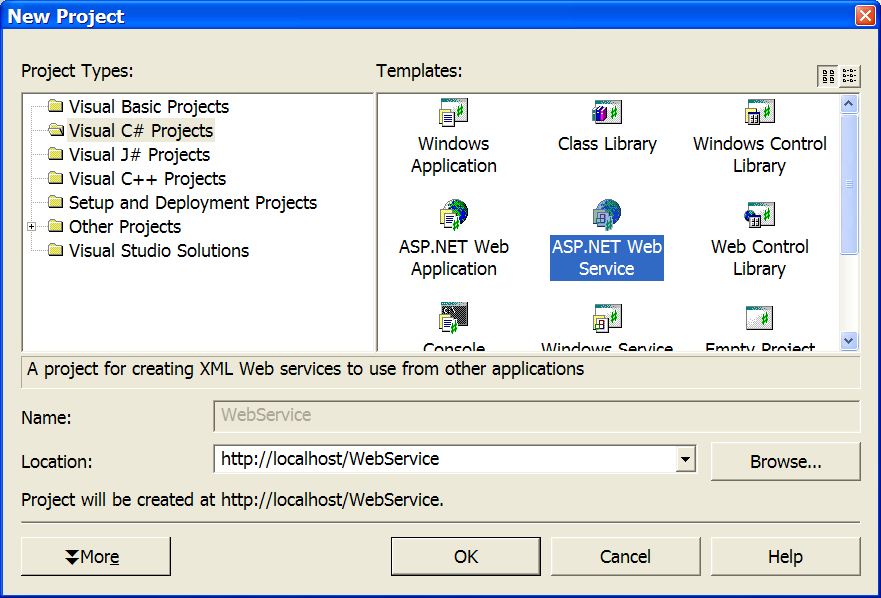 New Project
Project Types:
Templates:
Visual Basic Projects
Visual C# Projects
Visual J# Projects
Visual C++ Projects
Setup and Deployment Projects
Other Projects
Visual Studio Solutions
Windows
Application
Class Library
Windows Control
Library
ASP.NET Web
Application
ASP.NET Web
Service
Web Control
Library
Console
Windows Service
Empty Project
A project for creating XML Web services to use from other applications
Name:
WebService
Location:
http://localhost/WebService
Browse...
Project will be created at http://localhost/WebService.
More
OK
Cancel
Help